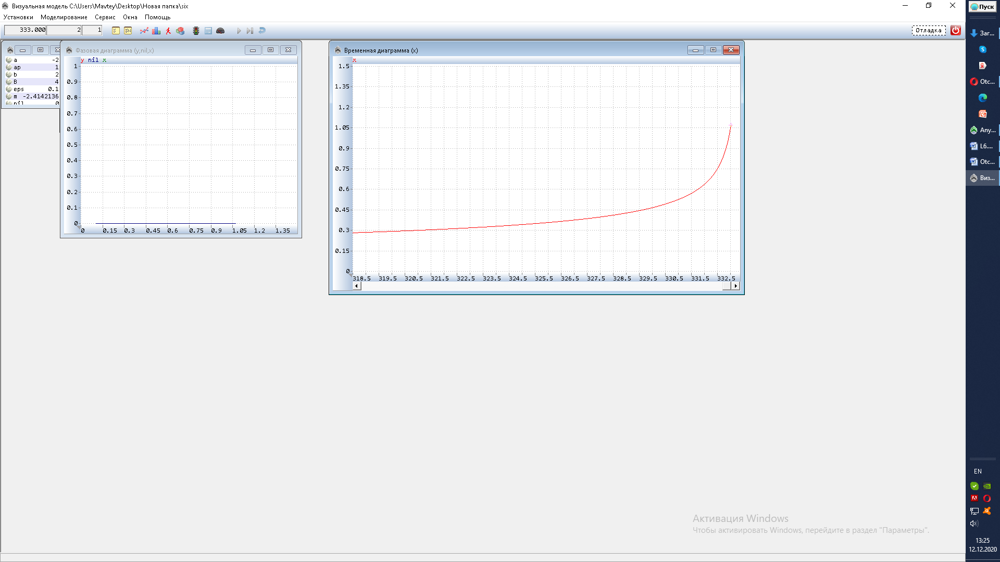 Визуальная модель C:\Users\Mavtey\Desktop\Новая папка\six
Установки Моделирование Сервис Окна Помощь
333.000 2 1
Отладка
a -2
ap 1
b 2
B 4
eps 0.1
m -2.4142136
nil 0
Фазовая диаграмма (y,nil,x)
y nil x
1
0.9
0.8
0.7
0.6
0.5
0.4
0.3
0.2
0.1
0
0 0.15 0.3 0.45 0.6 0.75 0.9 1.05 1.2 1.35
Временная диаграмма (x)
x
1.5
1.35
1.2
1.05
0.9
0.75
0.6
0.45
0.3
0.15
0
318.5 319.5 320.5 321.5 322.5 323.5 324.5 325.5 326.5 327.5 328.5 329.5 330.5 331.5 332.5
Активация Windows
Чтобы активировать Windows, перейдите в раздел "Параметры".
Пуск
Заг...
Otc...
Any...
L6....
Otc...
Виз...
EN
13:25
12.12.2020